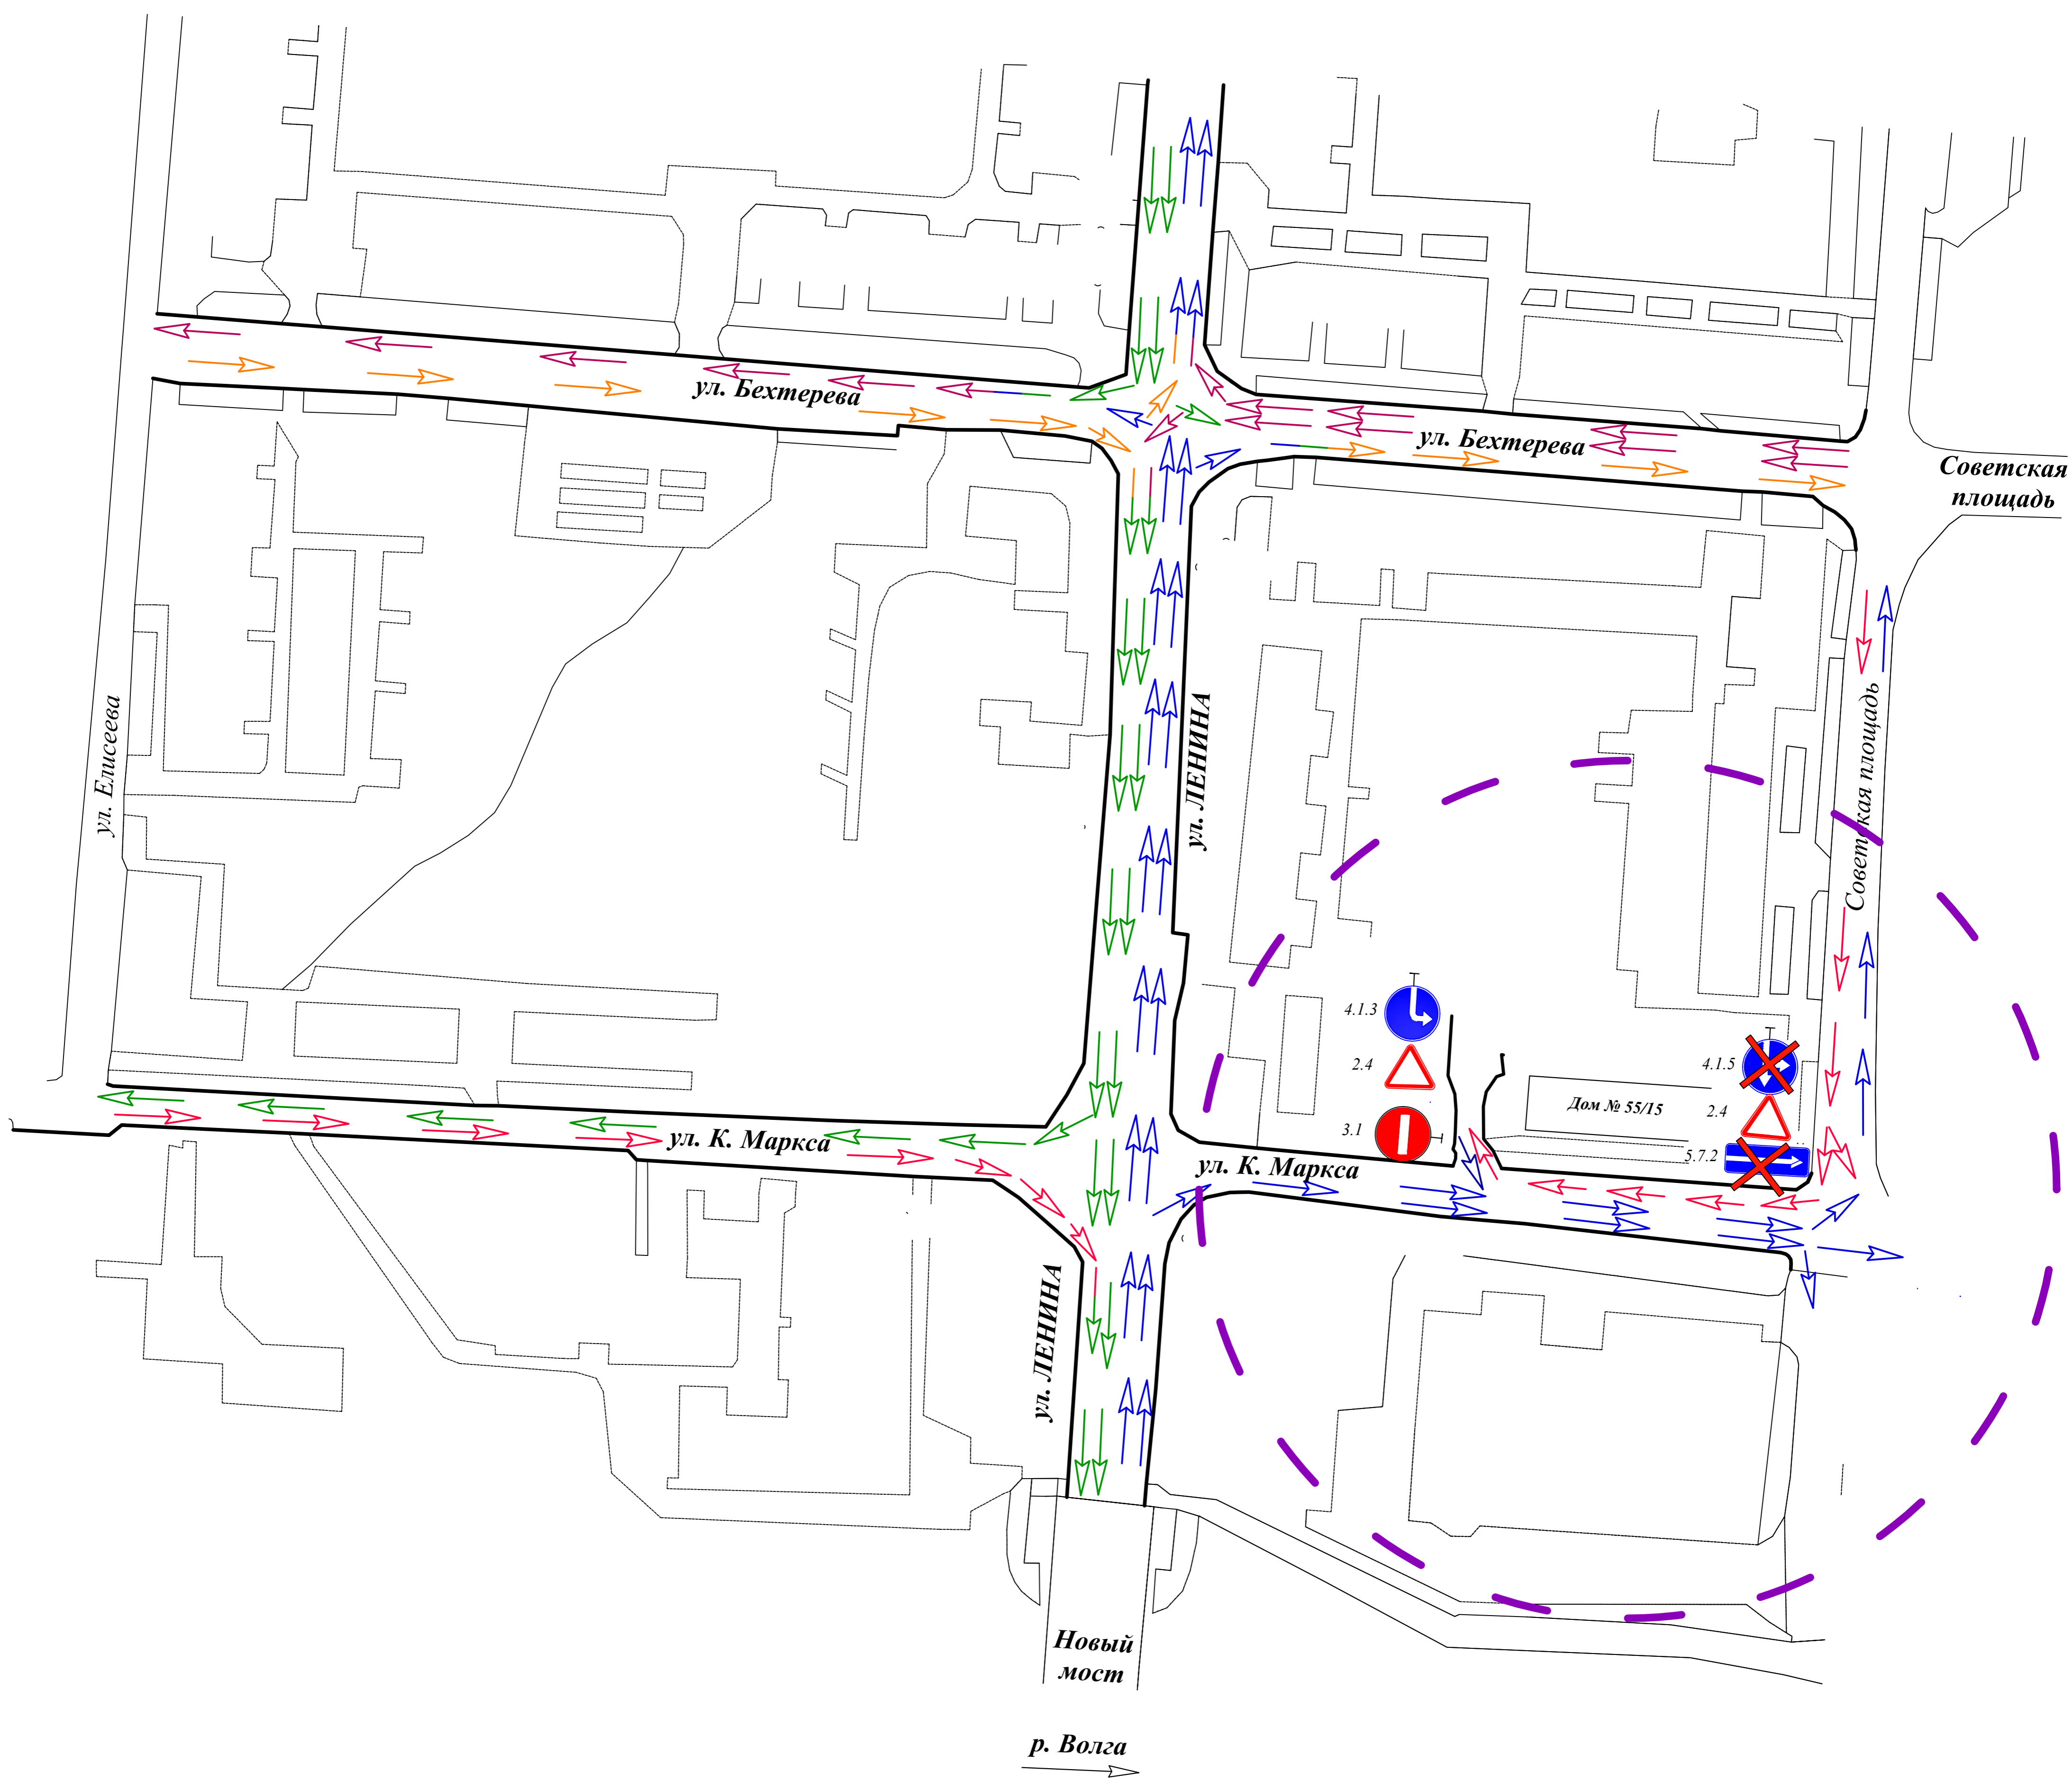 ул. Бехтерева
ул. Бехтерева
Советская
площадь
ул. Елисеева
ул. ЛЕНИНА
Советская площадь
4.1.3
2.4
3.1
4.1.5
2.4
5.7.2
Дом № 55/15
ул. К. Маркса
ул. К. Маркса
ул. ЛЕНИНА
Новый
мост
р. Волга